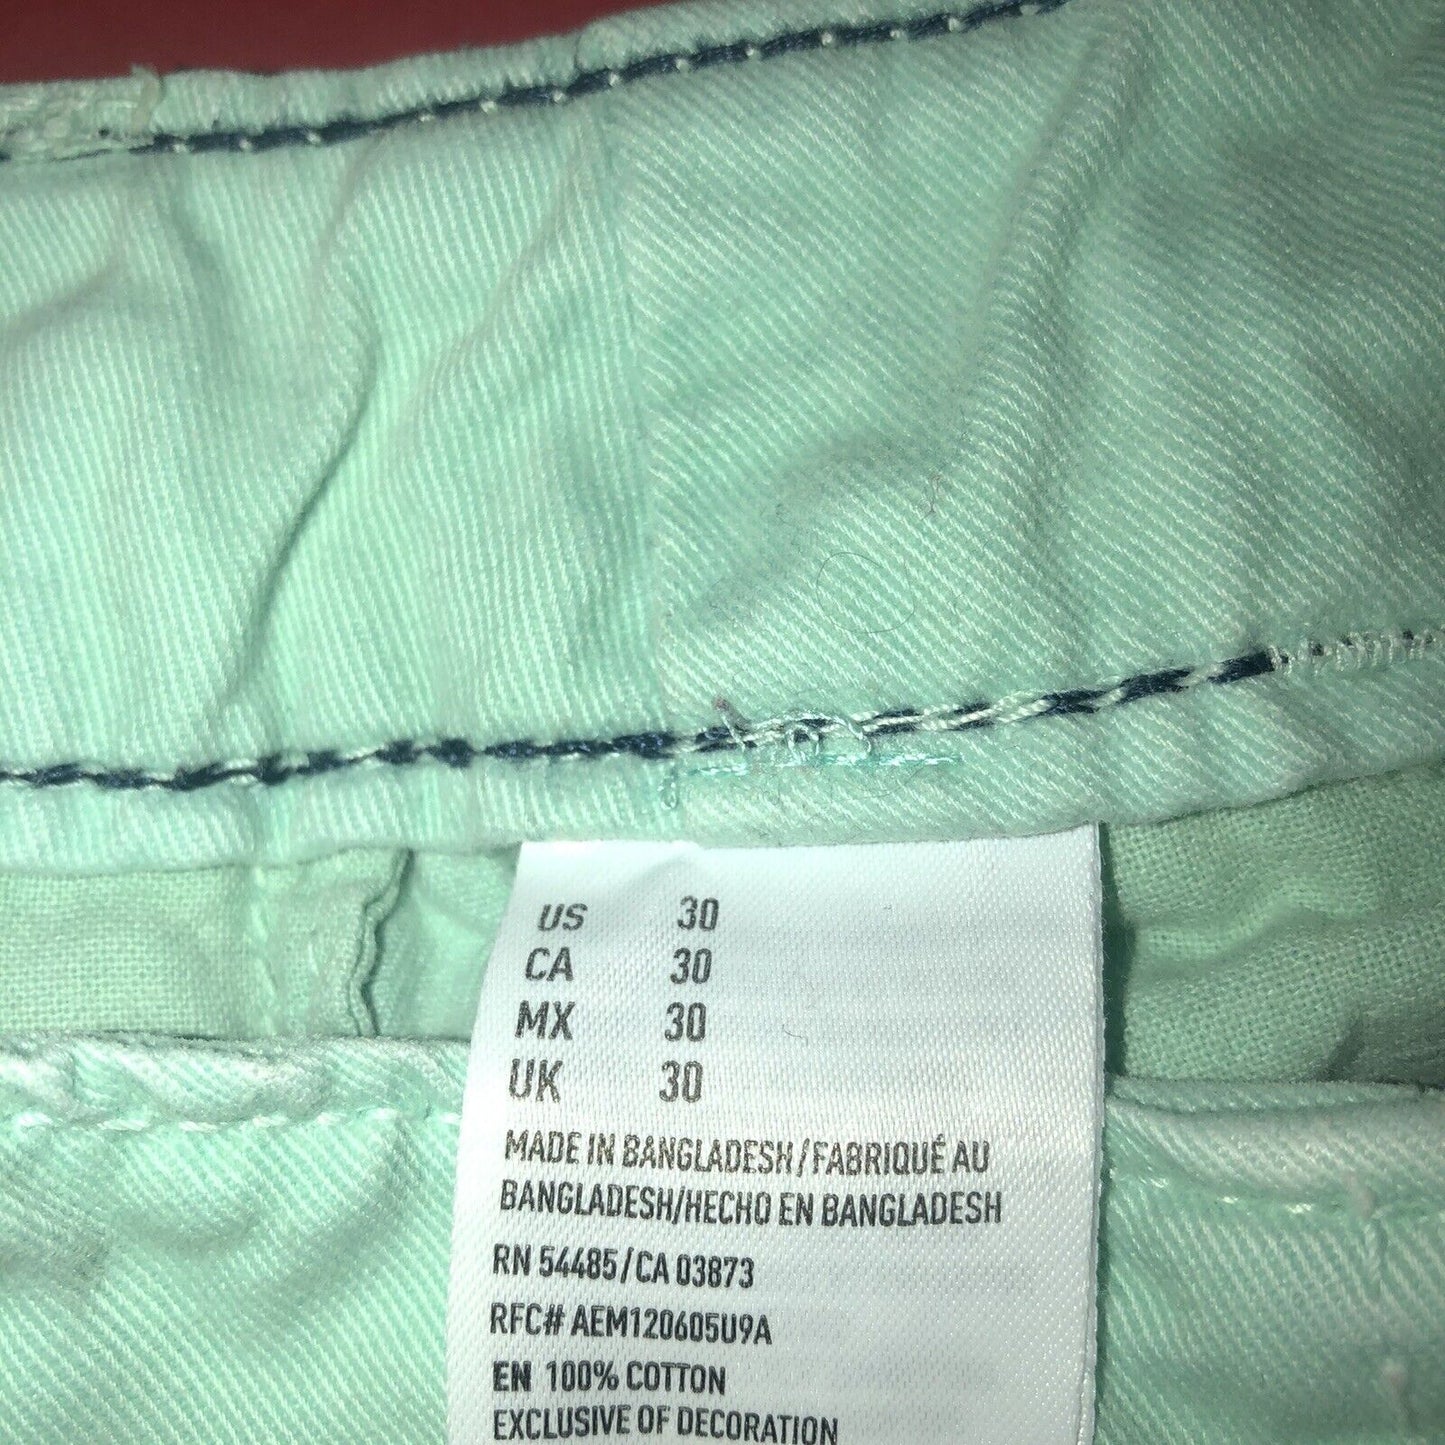 US 30
CA 30
MX 30
UK 30
MADE IN BANGLADESH/FABRIQUÉ AU
BANGLADESH/HECHO EN BANGLADESH
RN 54485/CA 03873
RFC# AEM120605U9A
EN 100% COTTON
EXCLUSIVE OF DECORATION